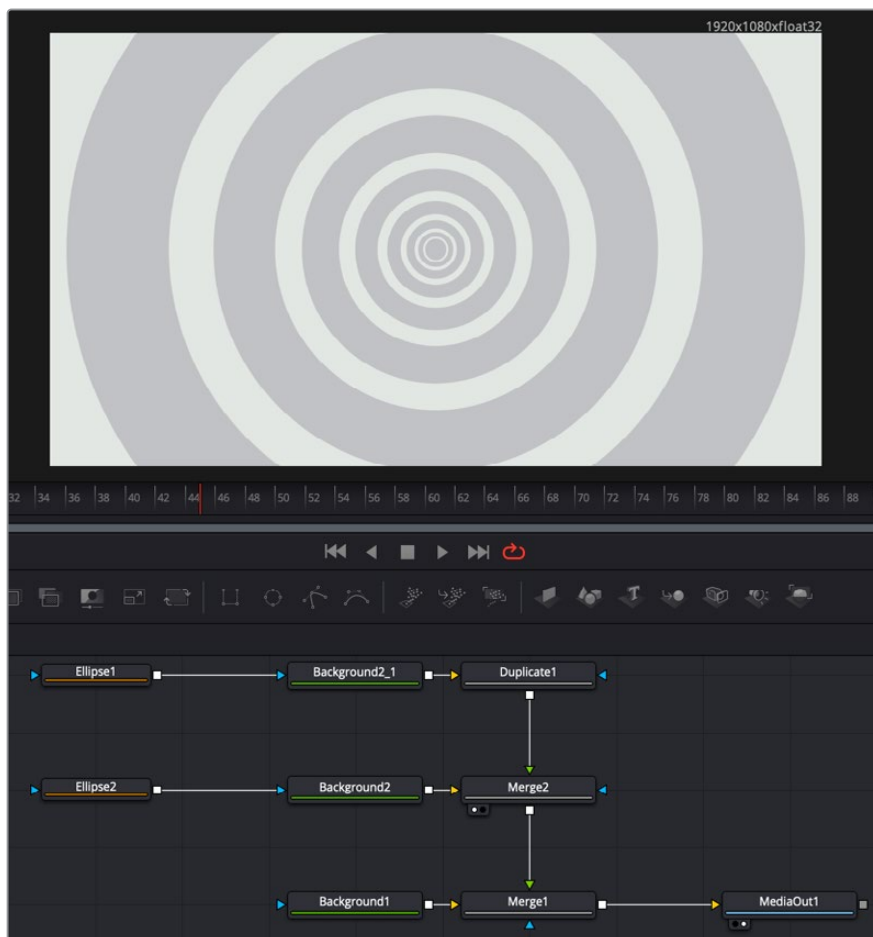 1920x1080xfloat32
32 34 36 38 40 42 44 46 48 50 52 54 56 58 60 62 64 66 68 70 72 74 76 78 80 82 84 86 88
T
Ellipse1 Background2_1 Duplicate1
Ellipse2 Background2 Merge2
Background1 Merge1 MediaOut1